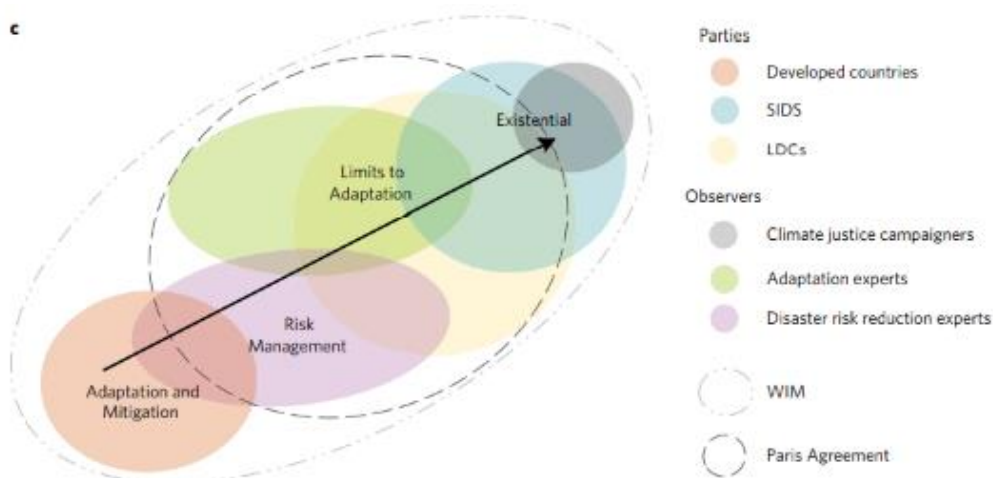 c
Existential
Limits to
Adaptation
Risk
Management
Adaptation and
Mitigation
Parties
Developed countries
SIDS
LDCs
Observers
Climate justice campaigners
Adaptation experts
Disaster risk reduction experts
WIM
Paris Agreement